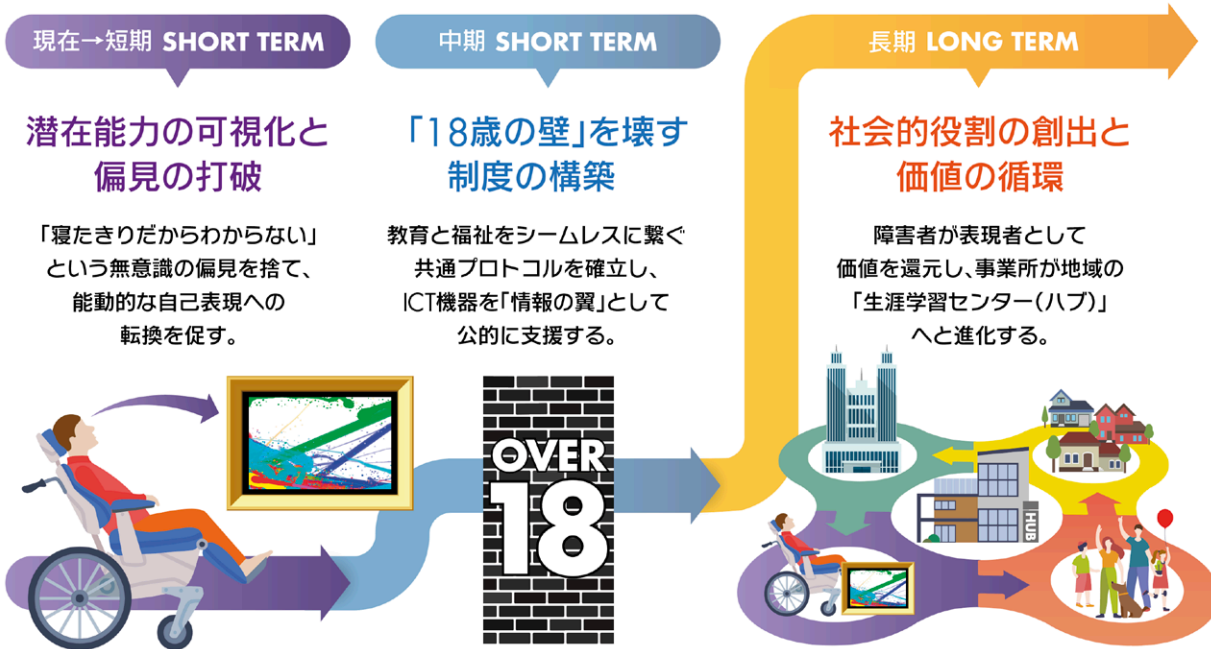 現在→短期 SHORT TERM
潜在能力の可視化と
偏見の打破
「寝たきりだからわからない」
という無意識の偏見を捨て、
能動的な自己表現への
転換を促す。
中期 SHORT TERM
「18歳の壁」を壊す
制度の構築
教育と福祉をシームレスに繋ぐ
共通プロトコルを確立し、
ICT機器を「情報の翼」として
公的に支援する。
OVER
18
長期 LONG TERM
社会的役割の創出と
価値の循環
障害者が表現者として
価値を還元し、事業所が地域の
「生涯学習センター(ハブ)」
へと進化する。
HUB